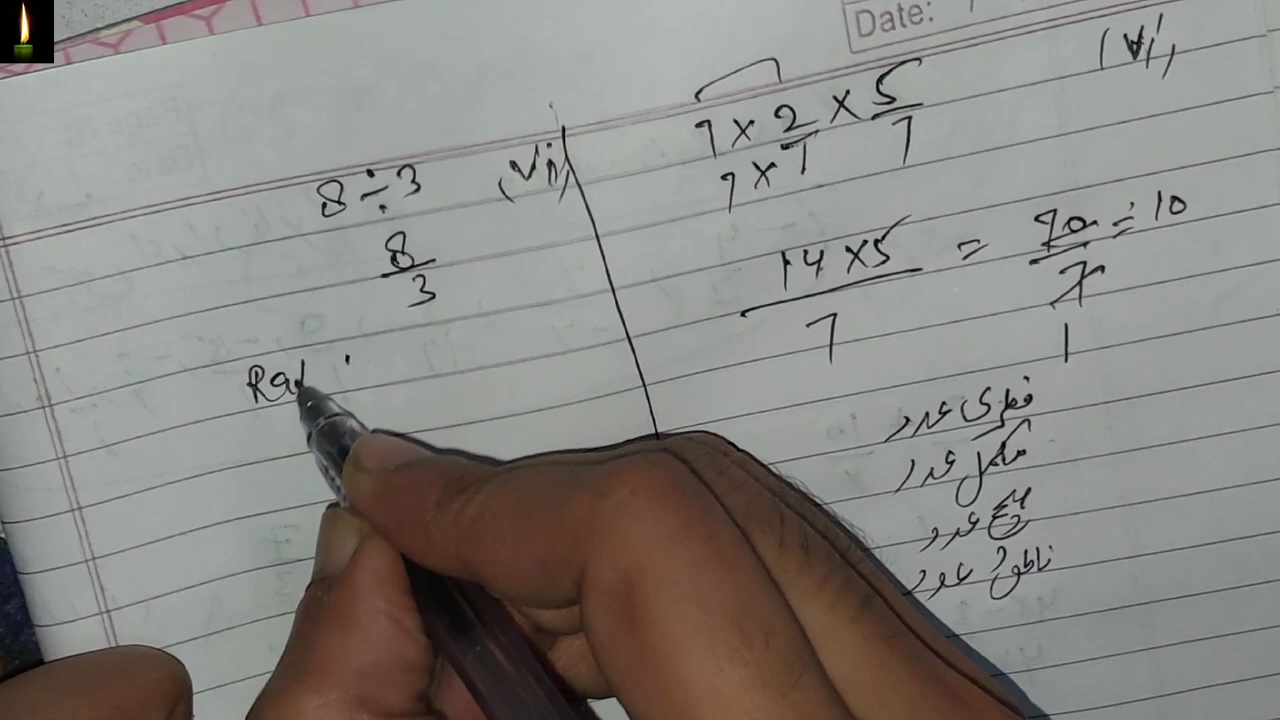 Date:
(vi)
7 × 2/1 × 5/7
7 × 1
14 × 5 / 7 = 70/7 = 10
1
فطری عدد
مکمل عدد
صحیح عدد
ناطق عدد
(vii)
8 ÷ 3
8/3
Rat